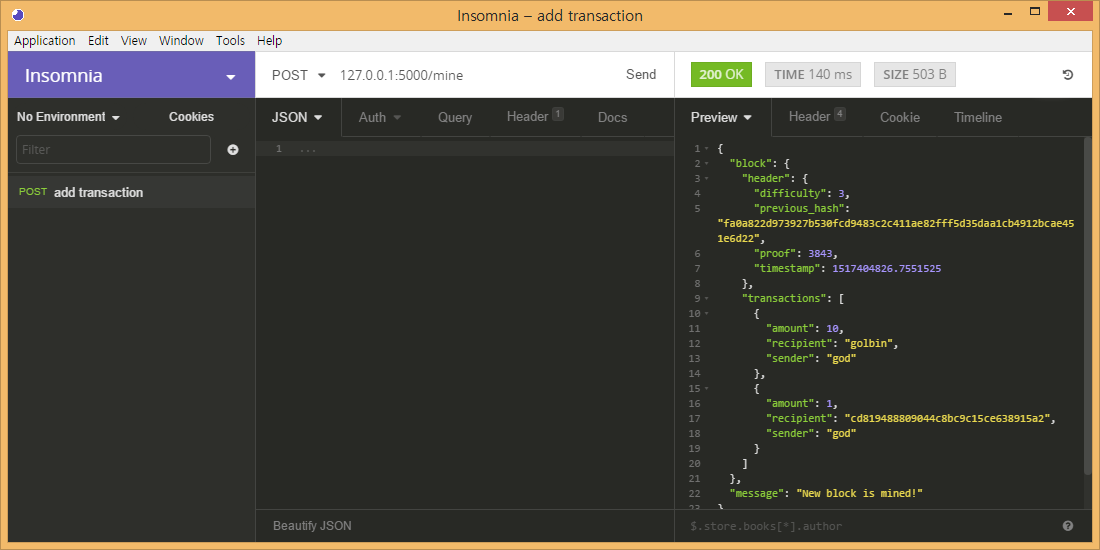 Insomnia – add transaction
Application Edit View Window Tools Help
Insomnia
POST 127.0.0.1:5000/mine Send
200 OK TIME 140 ms SIZE 503 B
No Environment Cookies
JSON Auth Query Header 1 Docs
Preview Header 4 Cookie Timeline
Filter
POST add transaction
1 ...
1 {
2 "block": {
3 "header": {
4 "difficulty": 3,
5 "previous_hash":
"fa0a822d973927b530fcd9483c2c411ae82fff5d35daa1cb4912bcae45
1e6d22",
6 "proof": 3843,
7 "timestamp": 1517404826.7551525
8 },
9 "transactions": [
10 {
11 "amount": 10,
12 "recipient": "golbin",
13 "sender": "god"
14 },
15 {
16 "amount": 1,
17 "recipient": "cd819488809044c8bc9c15ce638915a2",
18 "sender": "god"
19 }
20 ]
21 },
22 "message": "New block is mined!"
23 }
Beautify JSON
$.store.books[*].author